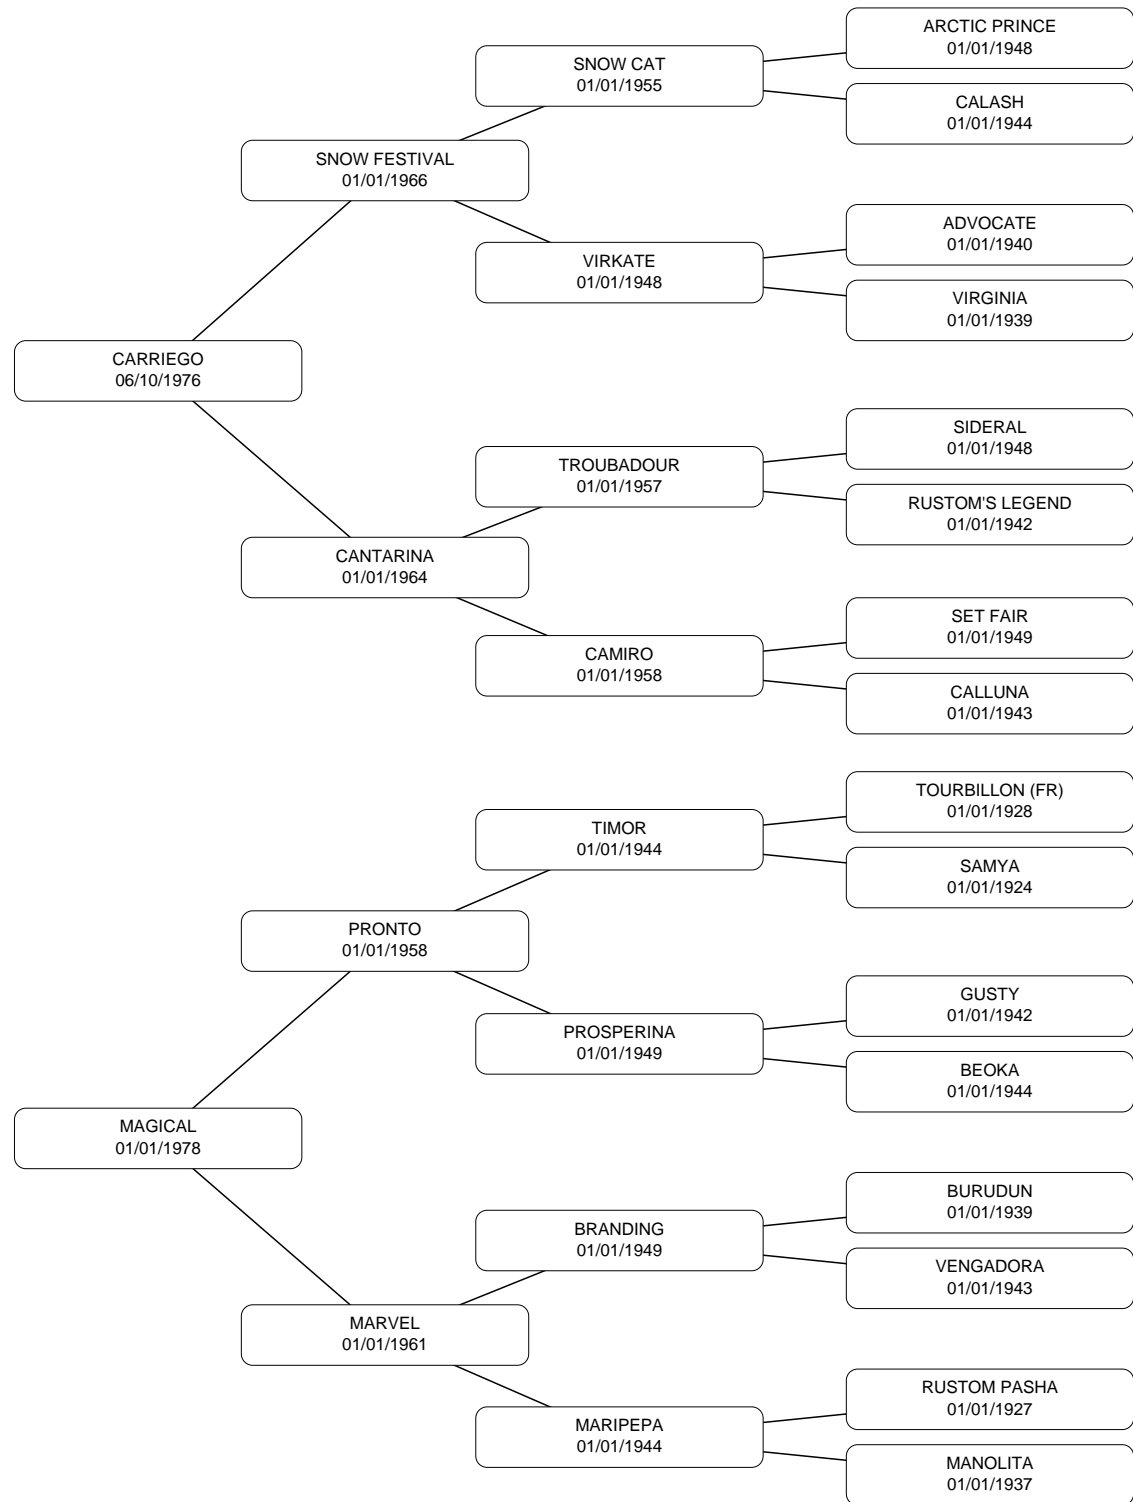 ARCTIC PRINCE
01/01/1948
SNOW CAT
01/01/1955
CALASH
01/01/1944
SNOW FESTIVAL
01/01/1966
ADVOCATE
01/01/1940
VIRKATE
01/01/1948
VIRGINIA
01/01/1939
CARRIEGO
06/10/1976
SIDERAL
01/01/1948
TROUBADOUR
01/01/1957
RUSTOM'S LEGEND
01/01/1942
CANTARINA
01/01/1964
SET FAIR
01/01/1949
CAMIRO
01/01/1958
CALLUNA
01/01/1943
TOURBILLON (FR)
01/01/1928
TIMOR
01/01/1944
SAMYA
01/01/1924
PRONTO
01/01/1958
GUSTY
01/01/1942
PROSPERINA
01/01/1949
BEOKA
01/01/1944
MAGICAL
01/01/1978
BURUDUN
01/01/1939
BRANDING
01/01/1949
VENGADORA
01/01/1943
MARVEL
01/01/1961
RUSTOM PASHA
01/01/1927
MARIPEPA
01/01/1944
MANOLITA
01/01/1937